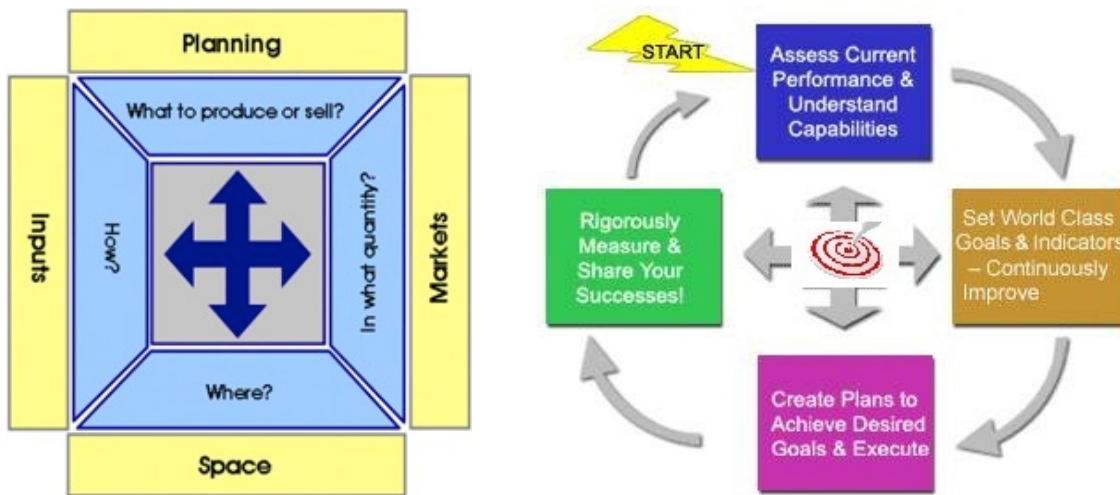 Planning
What to produce or sell?
Inputs
How?
In what quantity?
Markets
Where?
Space
START
Assess Current
Performance &
Understand
Capabilities
Set World Class
Goals & Indicators
– Continuously
Improve
Create Plans to
Achieve Desired
Goals & Execute
Rigorously
Measure &
Share Your
Successes!